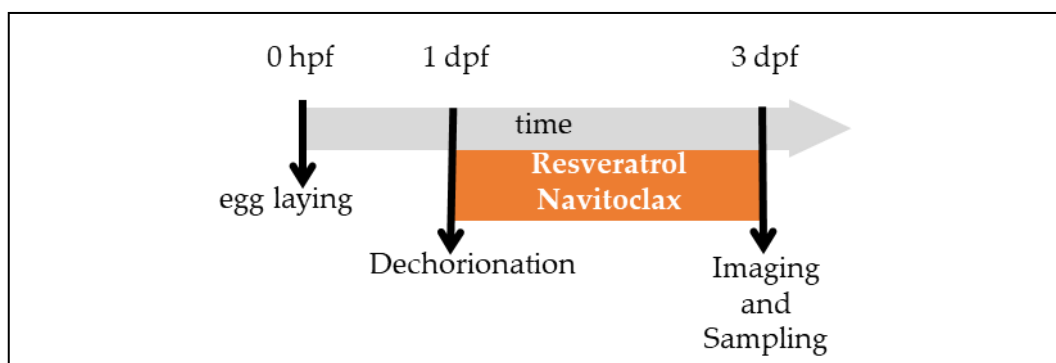 0 hpf 1 dpf 3 dpf
time
Resveratrol
Navitoclax
egg laying
Dechorionation
Imaging
and
Sampling